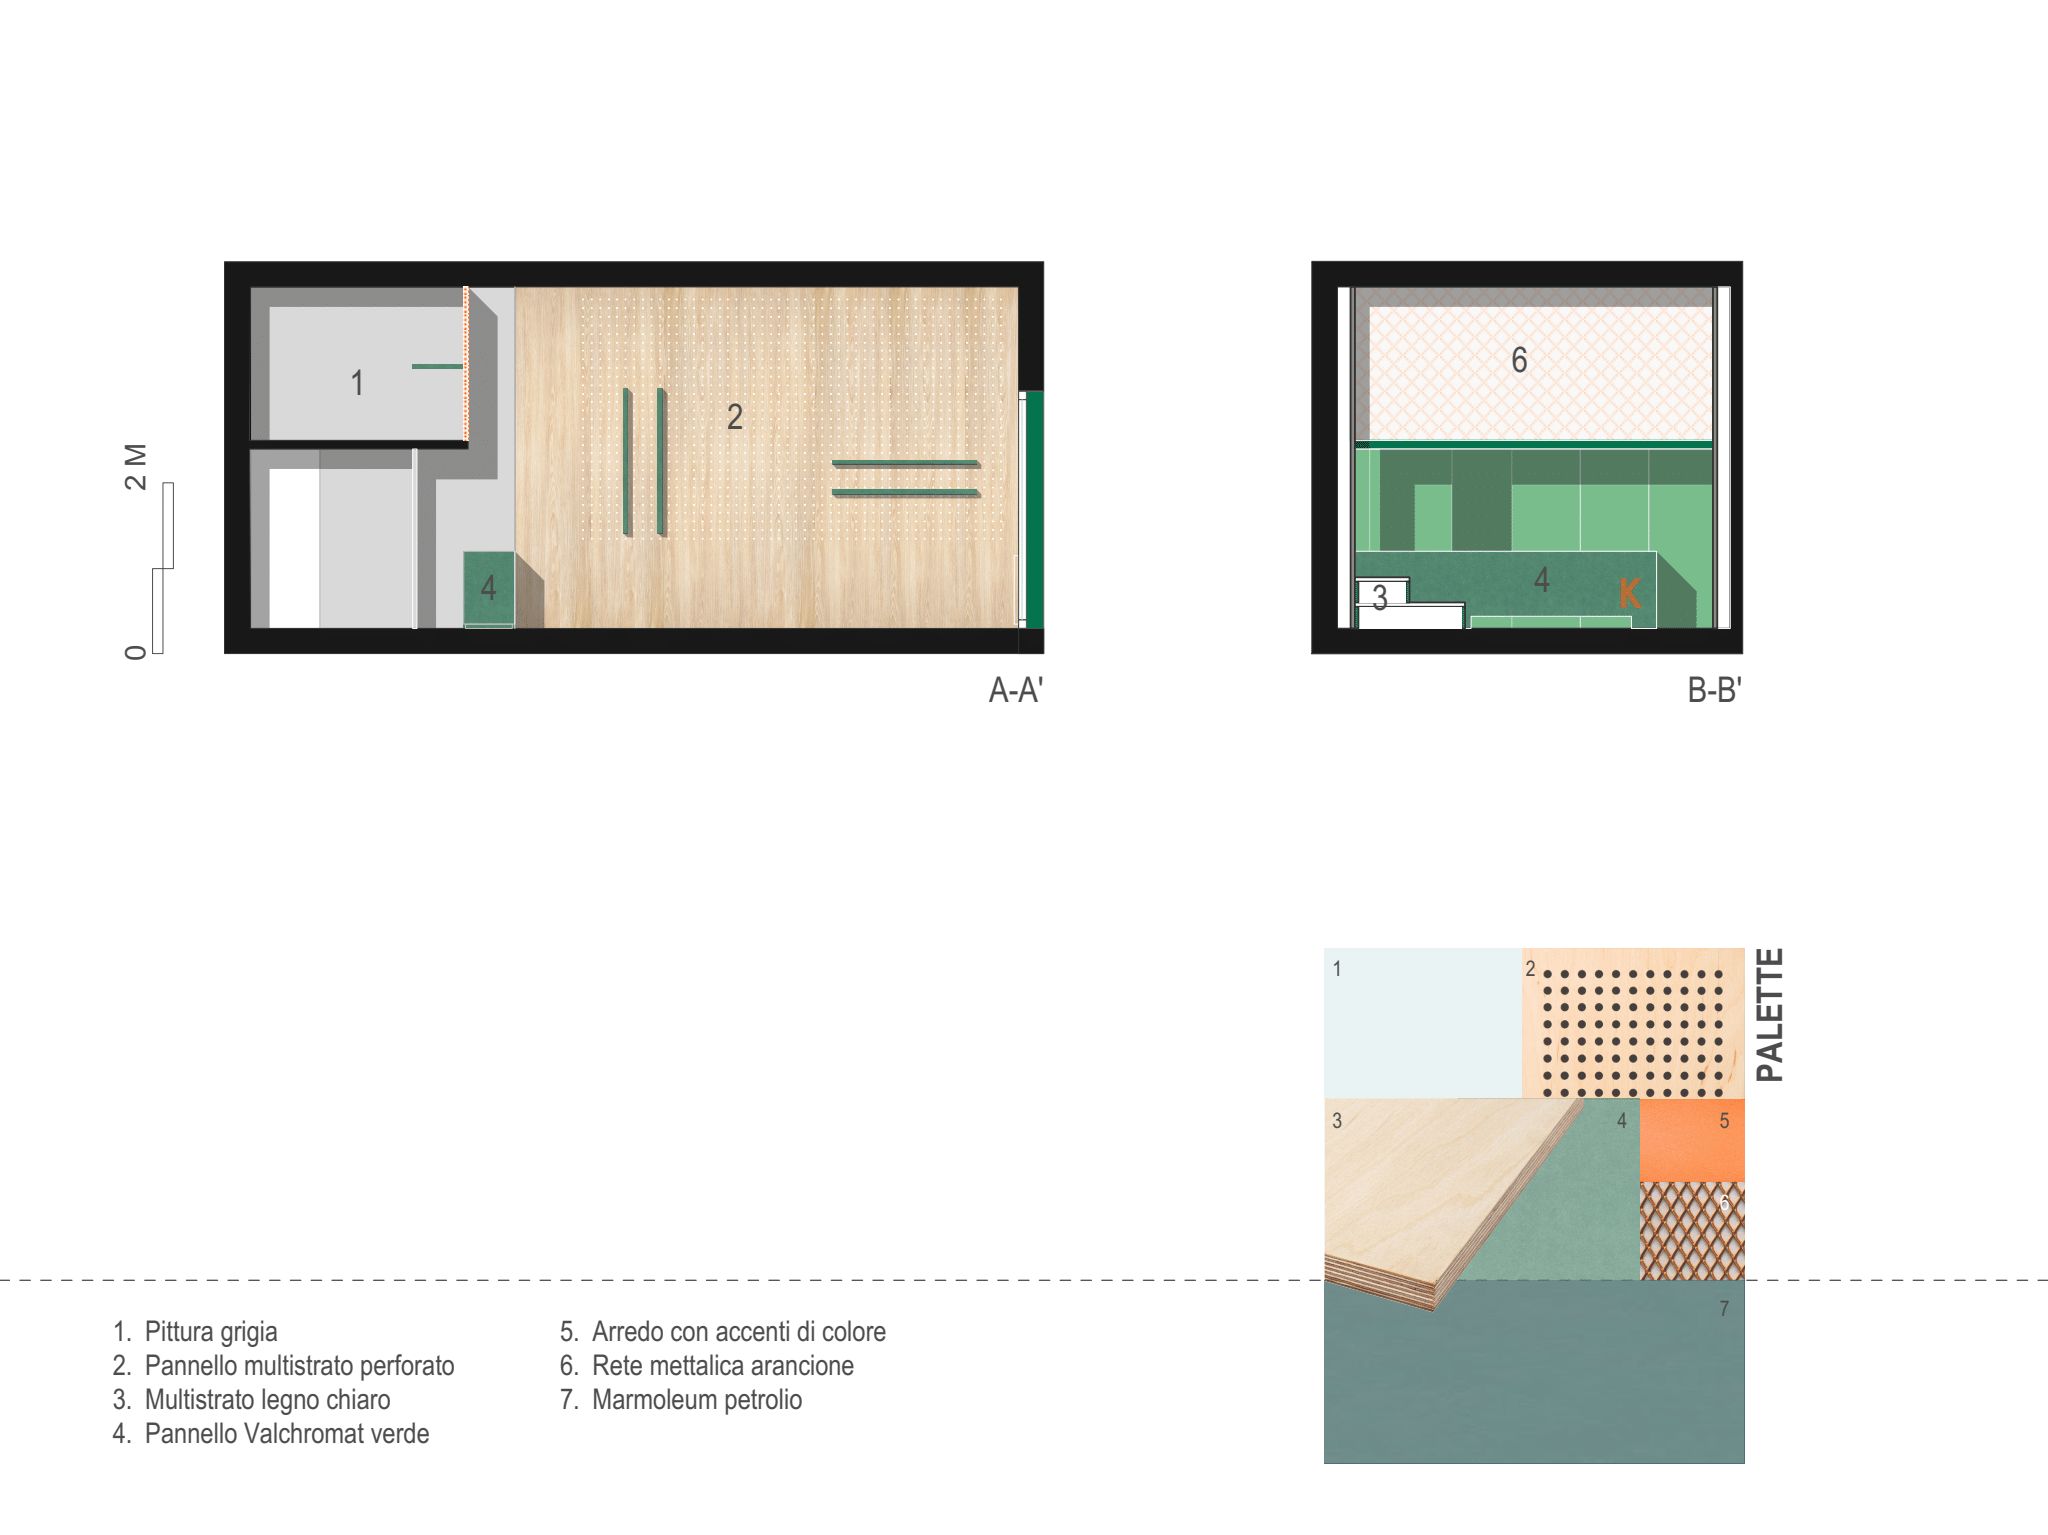 1
2
4
2 M
0
A-A'
6
4
K
3
B-B'
1
2
3
4
5
6
7
PALETTE
1. Pittura grigia
2. Pannello multistrato perforato
3. Multistrato legno chiaro
4. Pannello Valchromat verde
5. Arredo con accenti di colore
6. Rete mettalica arancione
7. Marmoleum petrolio